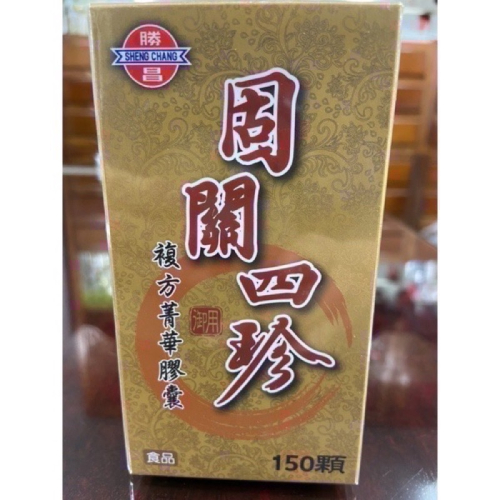 勝
SHENG CHANG
昌
固關四珍
御用
複方菁華膠囊
食品
150顆